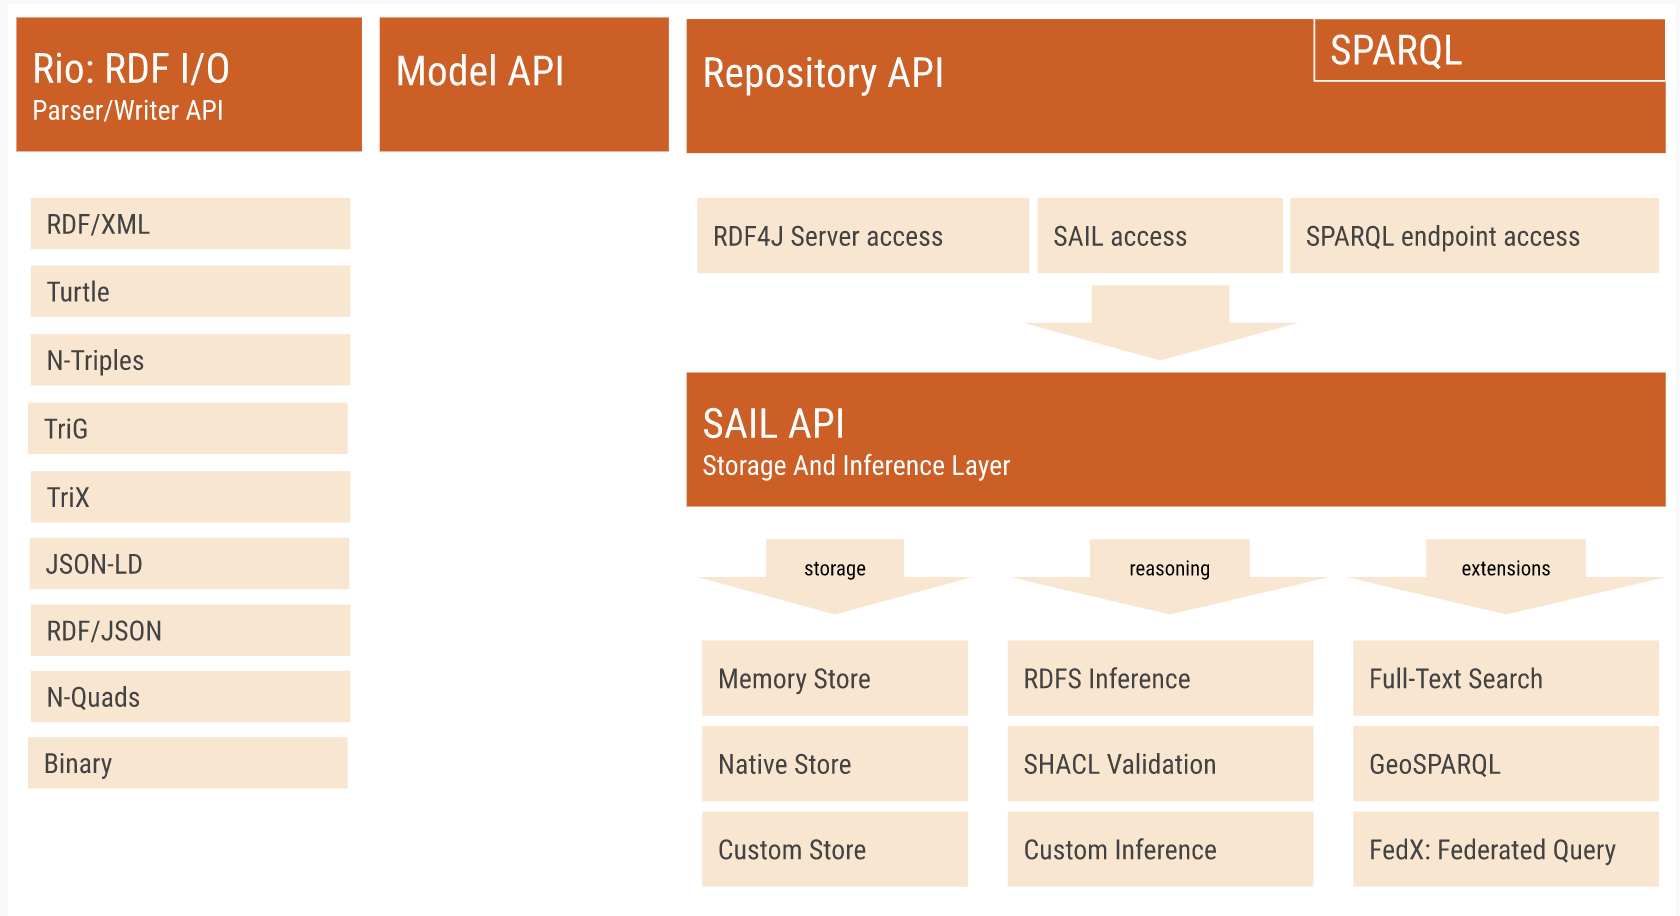 Rio: RDF I/O
Parser/Writer API
Model API
Repository API
SPARQL
RDF/XML
Turtle
N-Triples
TriG
TriX
JSON-LD
RDF/JSON
N-Quads
Binary
RDF4J Server access
SAIL access
SPARQL endpoint access
SAIL API
Storage And Inference Layer
storage
reasoning
extensions
Memory Store
RDFS Inference
Full-Text Search
Native Store
SHACL Validation
GeoSPARQL
Custom Store
Custom Inference
FedX: Federated Query